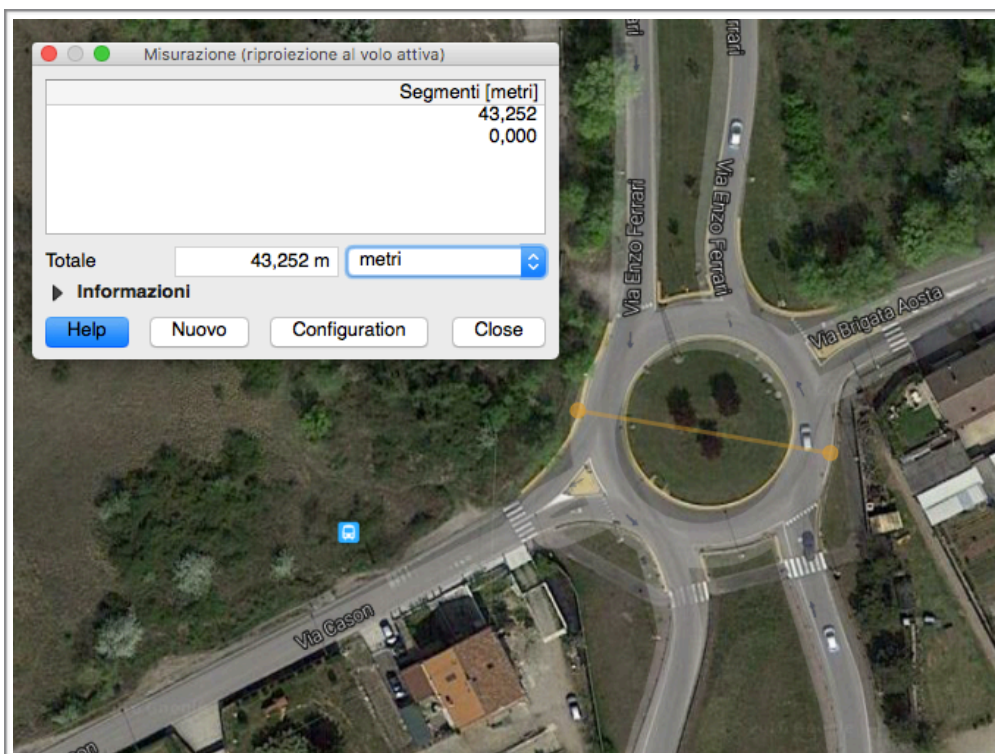 Misurazione (riproiezione al volo attiva)
Segmenti [metri]
43,252
0,000
Totale
43,252 m
metri
Informazioni
Help
Nuovo
Configuration
Close
Via Enzo Ferrari
Via Enzo Ferrari
Via Brigata Aosta
Via Cason